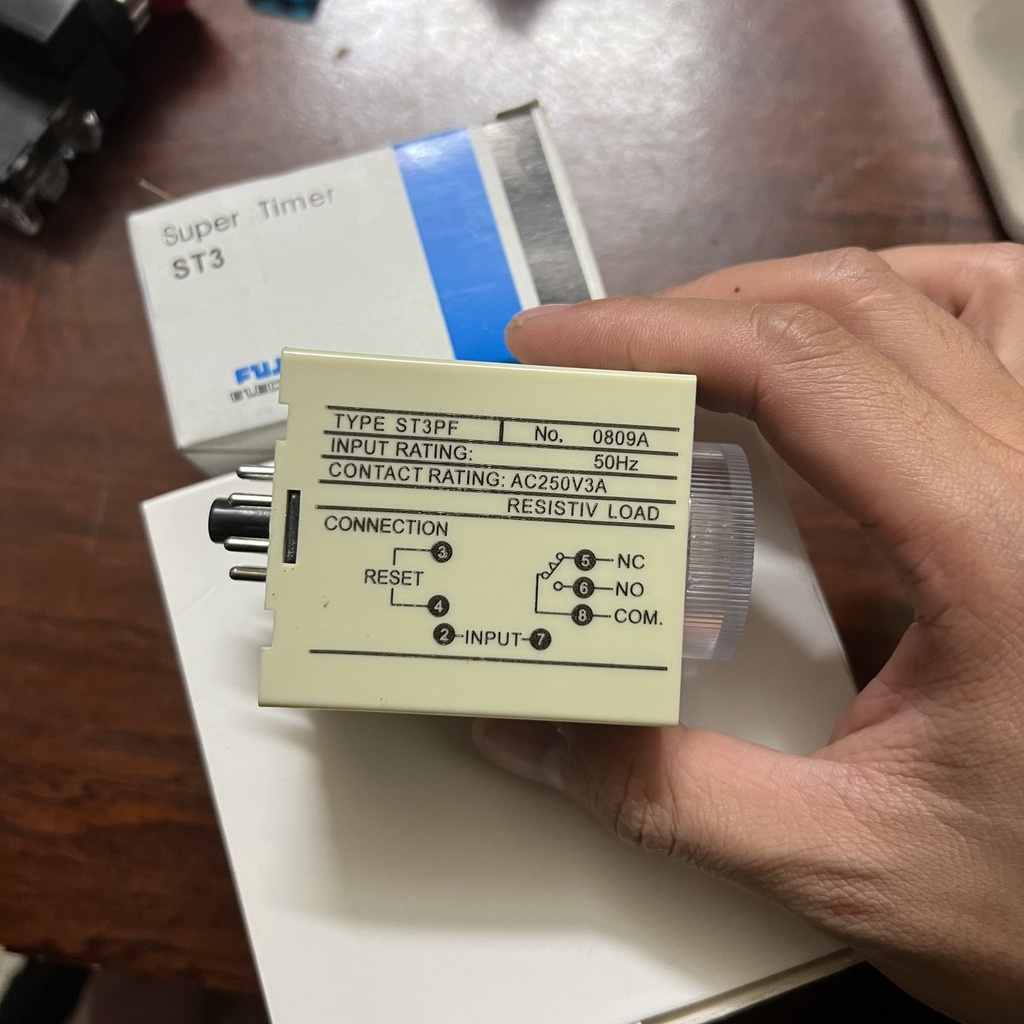 Super Timer
ST3
TYPE ST3PF No. 0809A
INPUT RATING: 50Hz
CONTACT RATING: AC250V3A
RESISTIV LOAD
CONNECTION
3
RESET
4
2 INPUT 7
5 NC
6 NO
8 COM.